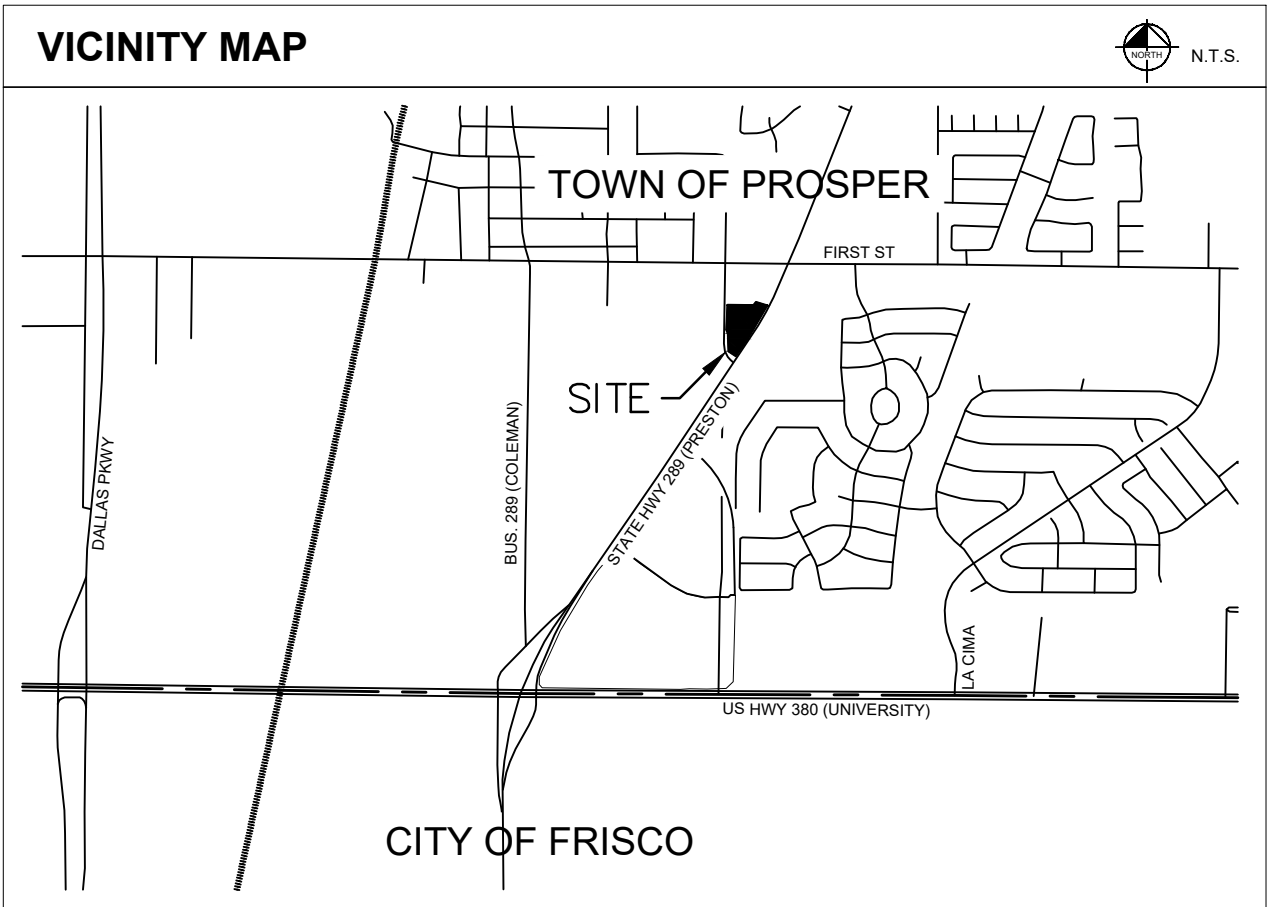 VICINITY MAP
NORTH
N.T.S.
TOWN OF PROSPER
FIRST ST
SITE
STATE HWY 289 (PRESTON)
BUS. 289 (COLEMAN)
DALLAS PKWY
LA CIMA
US HWY 380 (UNIVERSITY)
CITY OF FRISCO